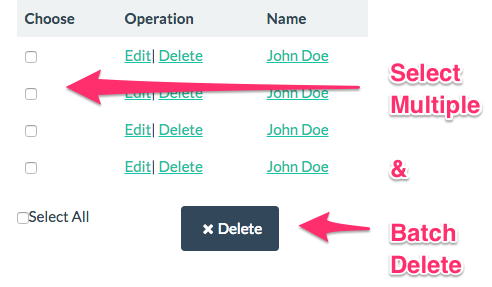 Choose Operation Name
Edit| Delete John Doe
Edit| Delete John Doe
Edit| Delete John Doe
Edit| Delete John Doe
Select All
✖ Delete
Select
Multiple
&
Batch
Delete